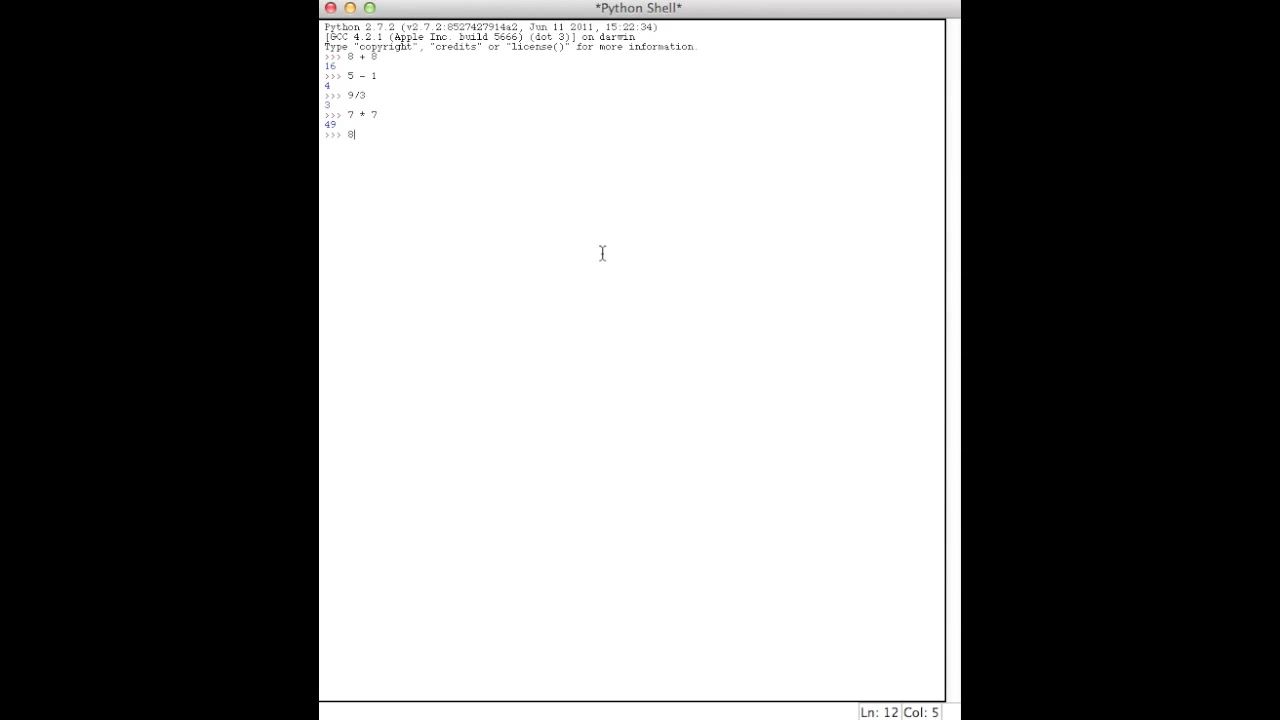 *Python Shell*
Python 2.7.2 (v2.7.2:8527427914a2, Jun 11 2011, 15:22:34)
[GCC 4.2.1 (Apple Inc. build 5666) (dot 3)] on darwin
Type "copyright", "credits" or "license()" for more information.
>>> 8 + 8
16
>>> 5 - 1
4
>>> 9/3
3
>>> 7 * 7
49
>>> 8
Ln: 12 Col: 5